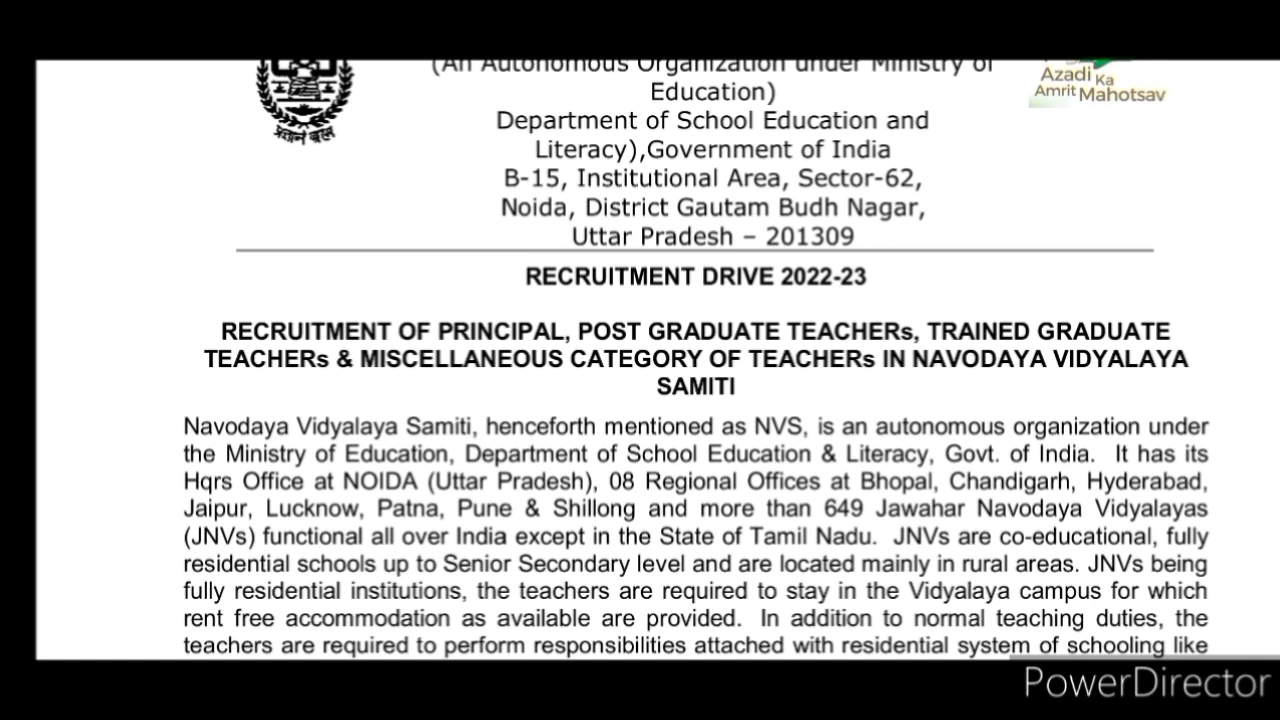 (An Autonomous Organization under Ministry of
Education)
Department of School Education and
Literacy),Government of India
B-15, Institutional Area, Sector-62,
Noida, District Gautam Budh Nagar,
Uttar Pradesh – 201309
प्रज्ञानं ब्रह्म
Azadi Ka
Amrit Mahotsav
RECRUITMENT DRIVE 2022-23
RECRUITMENT OF PRINCIPAL, POST GRADUATE TEACHERs, TRAINED GRADUATE
TEACHERs & MISCELLANEOUS CATEGORY OF TEACHERs IN NAVODAYA VIDYALAYA
SAMITI
Navodaya Vidyalaya Samiti, henceforth mentioned as NVS, is an autonomous organization under
the Ministry of Education, Department of School Education & Literacy, Govt. of India. It has its
Hqrs Office at NOIDA (Uttar Pradesh), 08 Regional Offices at Bhopal, Chandigarh, Hyderabad,
Jaipur, Lucknow, Patna, Pune & Shillong and more than 649 Jawahar Navodaya Vidyalayas
(JNVs) functional all over India except in the State of Tamil Nadu. JNVs are co-educational, fully
residential schools up to Senior Secondary level and are located mainly in rural areas. JNVs being
fully residential institutions, the teachers are required to stay in the Vidyalaya campus for which
rent free accommodation as available are provided. In addition to normal teaching duties, the
teachers are required to perform responsibilities attached with residential system of schooling like
PowerDirector